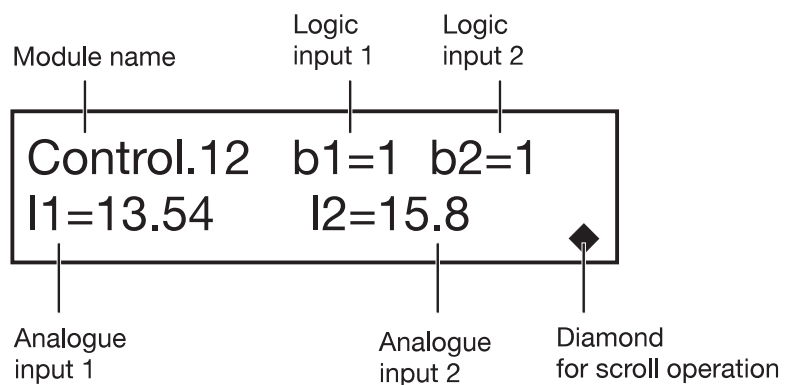 Logic
input 1
Logic
input 2
Module name
Control.12 b1=1 b2=1
I1=13.54 I2=15.8
Analogue
input 1
Analogue
input 2
Diamond
for scroll operation